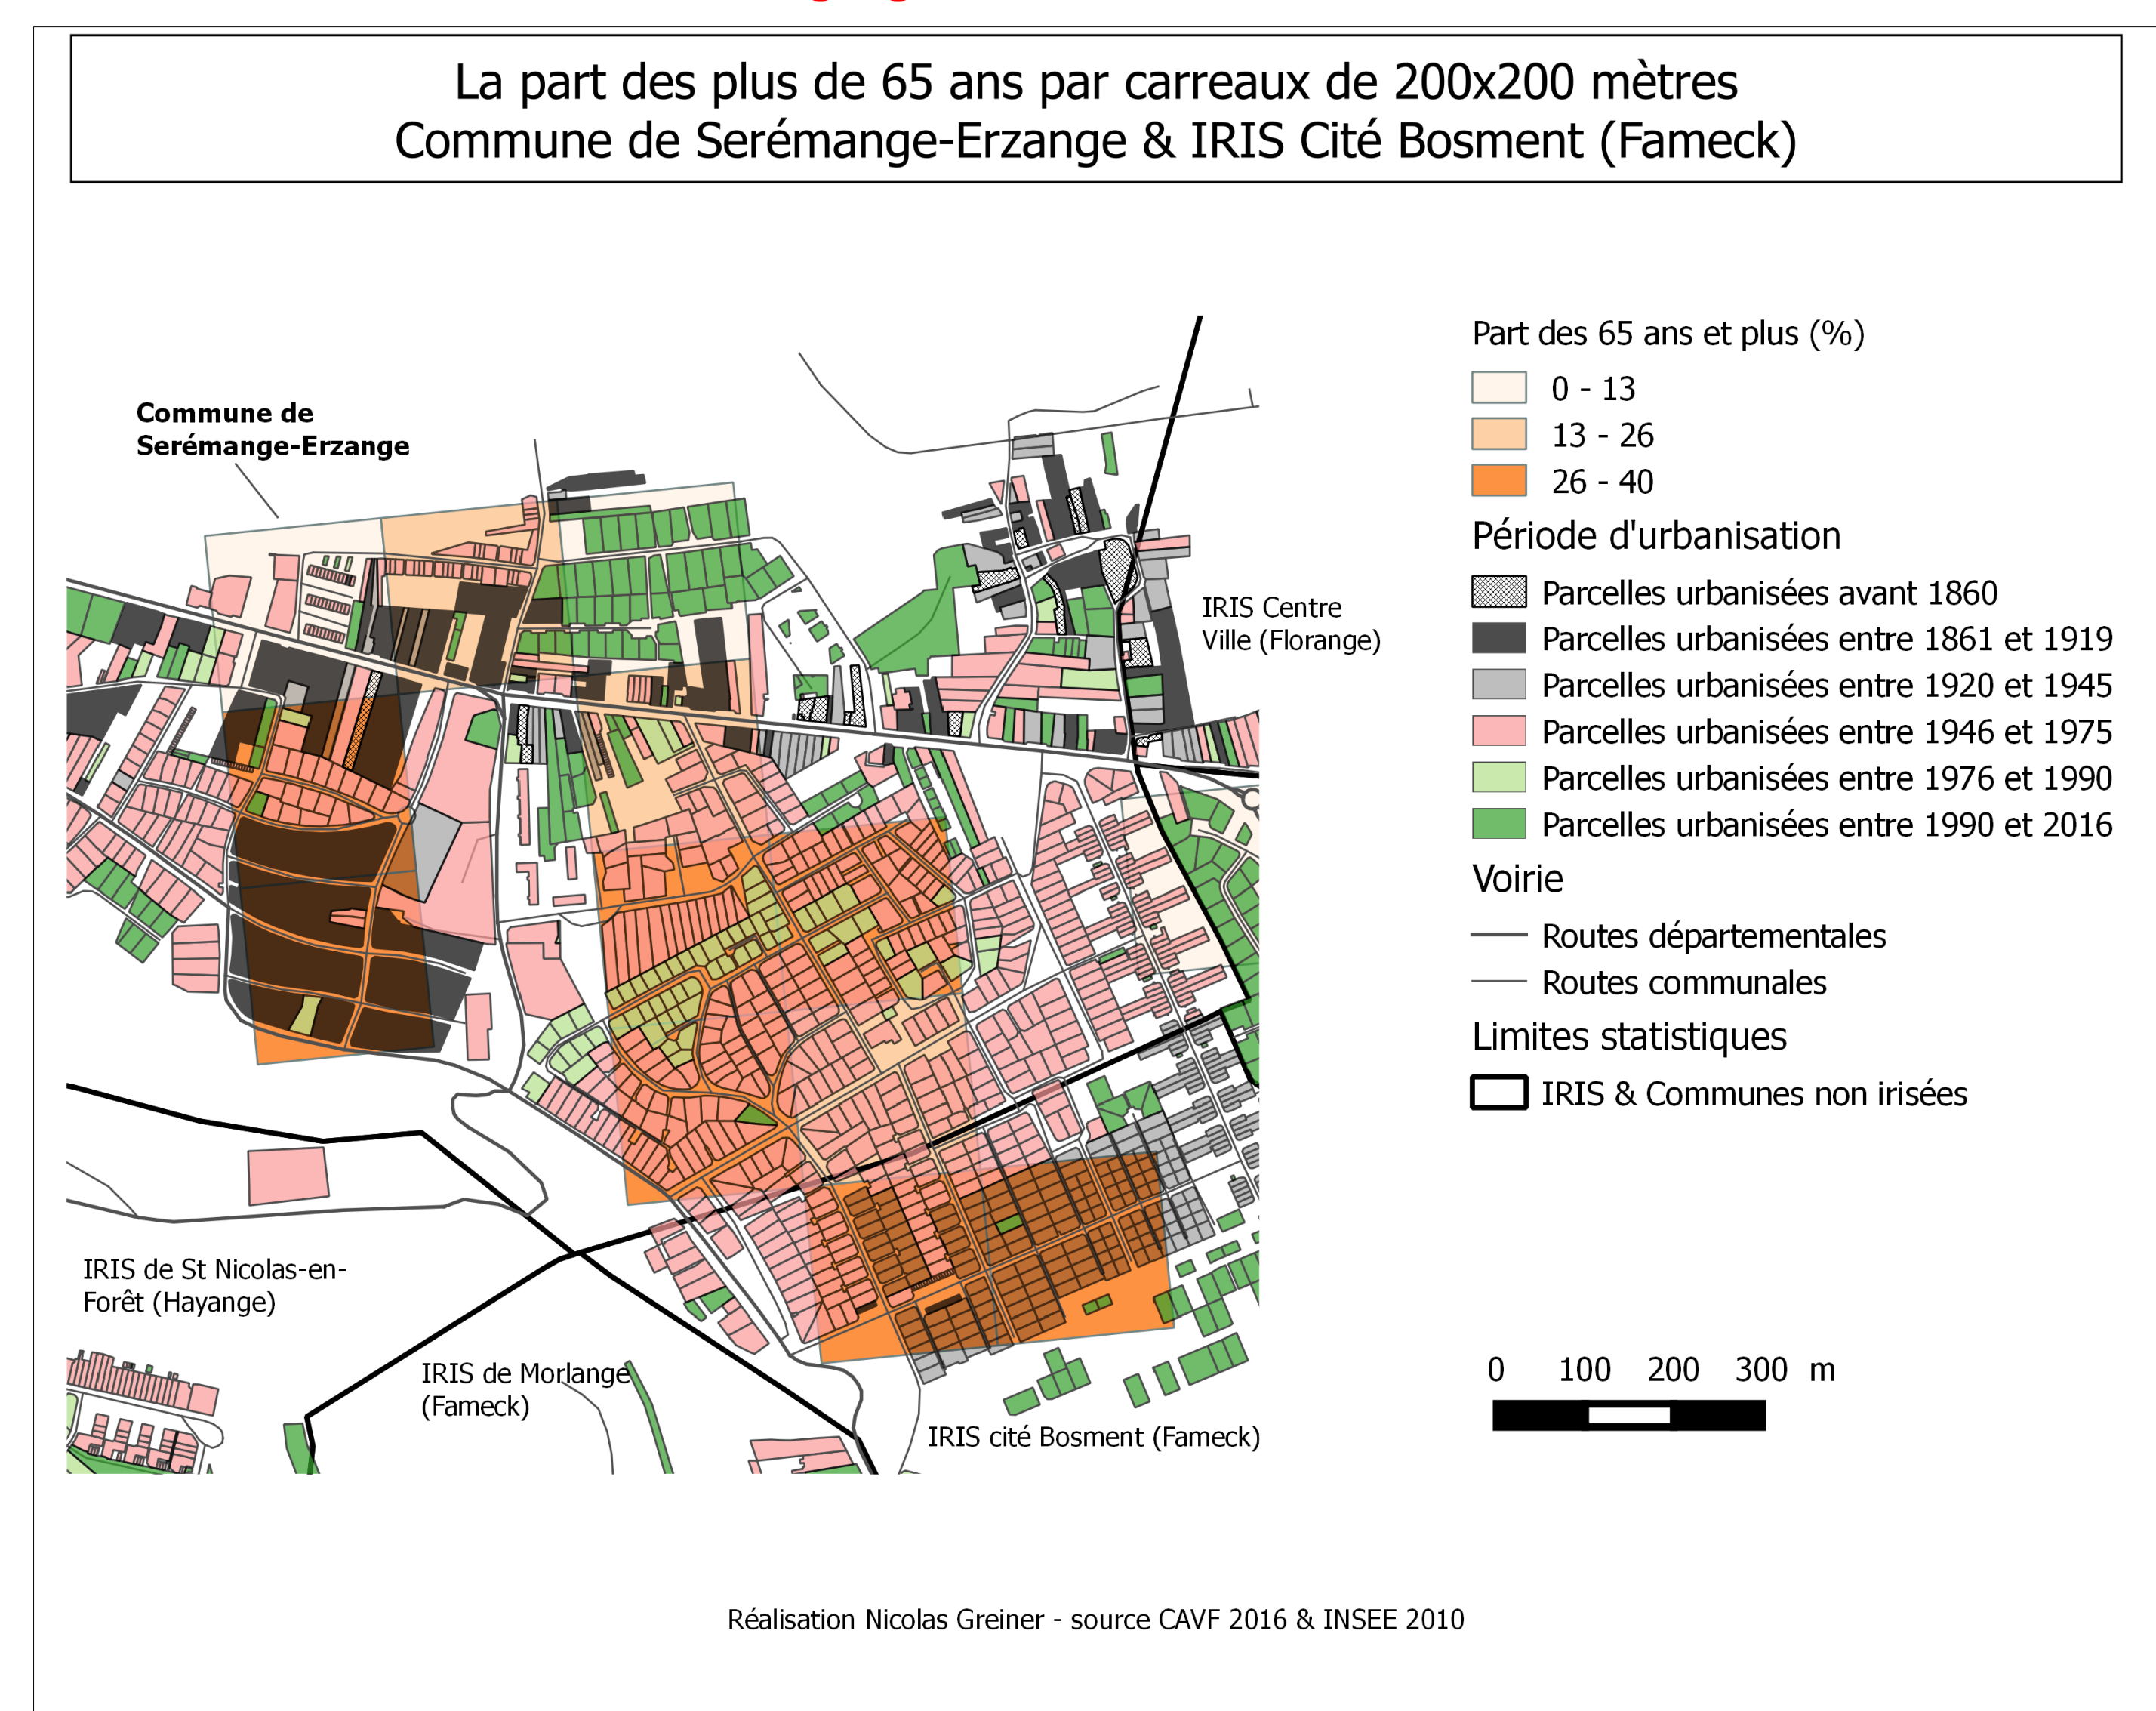 La part des plus de 65 ans par carreaux de 200x200 mètres
Commune de Serémange-Erzange & IRIS Cité Bosment (Fameck)
Commune de
Serémange-Erzange
IRIS Centre
Ville (Florange)
IRIS de St Nicolas-en-
Forêt (Hayange)
IRIS de Morlange
(Fameck)
IRIS cité Bosment (Fameck)
Part des 65 ans et plus (%)
0 - 13
13 - 26
26 - 40
Période d'urbanisation
Parcelles urbanisées avant 1860
Parcelles urbanisées entre 1861 et 1919
Parcelles urbanisées entre 1920 et 1945
Parcelles urbanisées entre 1946 et 1975
Parcelles urbanisées entre 1976 et 1990
Parcelles urbanisées entre 1990 et 2016
Voirie
Routes départementales
Routes communales
Limites statistiques
IRIS & Communes non irisées
0 100 200 300 m
Réalisation Nicolas Greiner - source CAVF 2016 & INSEE 2010